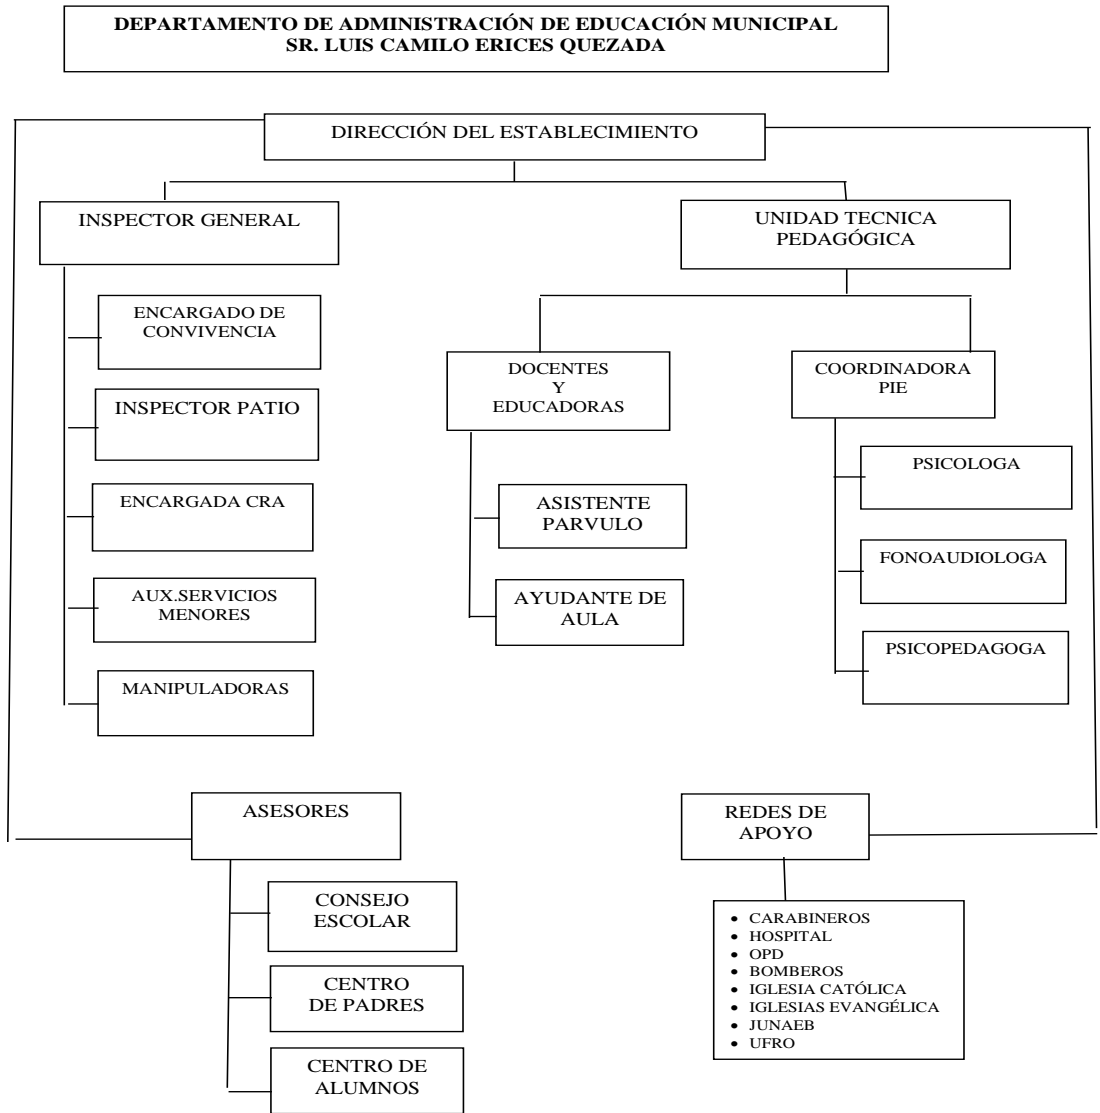 DEPARTAMENTO DE ADMINISTRACIÓN DE EDUCACIÓN MUNICIPAL
SR. LUIS CAMILO ERICES QUEZADA
DIRECCIÓN DEL ESTABLECIMIENTO
INSPECTOR GENERAL
ENCARGADO DE
CONVIVENCIA
INSPECTOR PATIO
ENCARGADA CRA
AUX.SERVICIOS
MENORES
MANIPULADORAS
UNIDAD TECNICA
PEDAGÓGICA
DOCENTES
Y
EDUCADORAS
ASISTENTE
PARVULO
AYUDANTE DE
AULA
COORDINADORA
PIE
PSICOLOGA
FONOAUDIOLOGA
PSICOPEDAGOGA
ASESORES
CONSEJO
ESCOLAR
CENTRO
DE PADRES
CENTRO DE
ALUMNOS
REDES DE
APOYO
• CARABINEROS
• HOSPITAL
• OPD
• BOMBEROS
• IGLESIA CATÓLICA
• IGLESIAS EVANGÉLICA
• JUNAEB
• UFRO